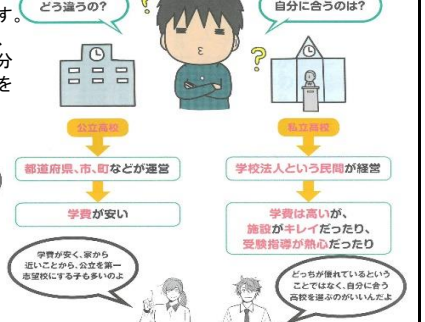 どう違うの?
?
自分に合うのは?
す。
分
を
?
公立高校
私立高校
都道府県、市、町などが運営
学校法人という民間が経営
学費が安い
学費は高いが、
施設がキレイだったり、
受験指導が熱心だったり
学費が安く、家から
近いことから、公立を第一
志望校にする子も多いのよ
どっちが優れているという
ことではなく、自分に合う
高校を選ぶのがいいんだよ